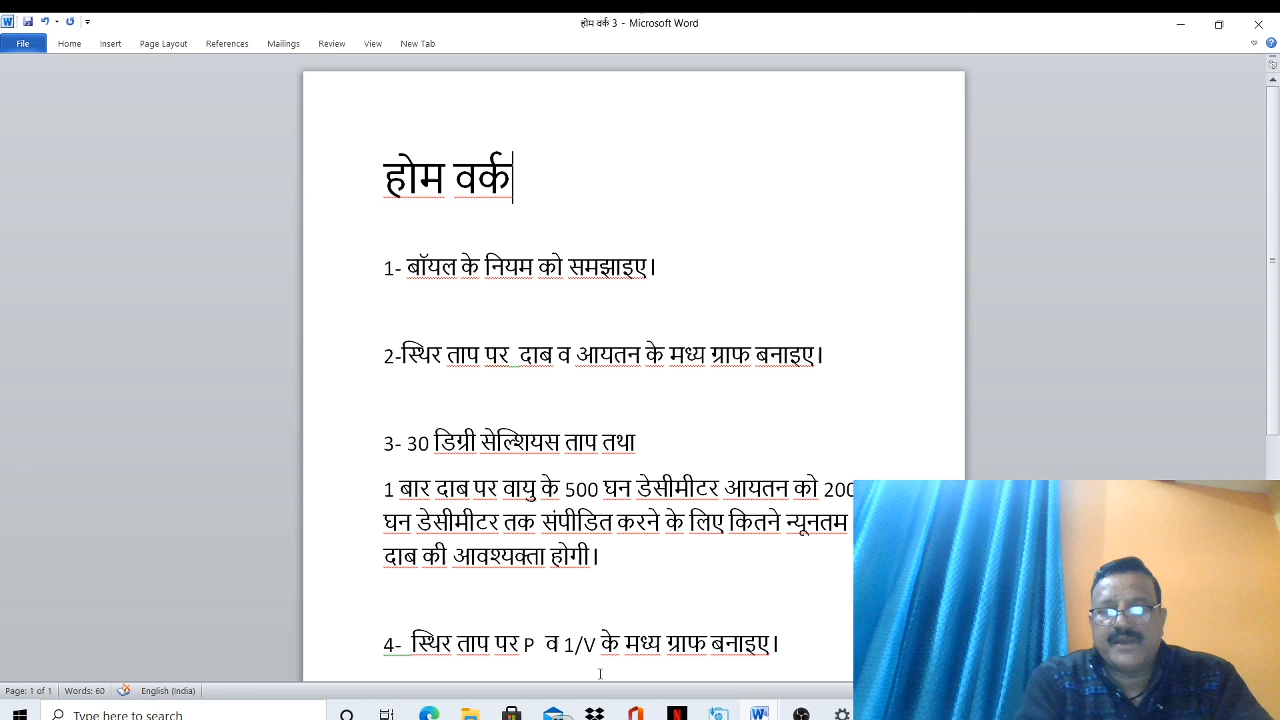 होम वर्क 3 - Microsoft Word
File Home Insert Page Layout References Mailings Review View New Tab
होम वर्क
1- बॉयल के नियम को समझाइए।
2-स्थिर ताप पर दाब व आयतन के मध्य ग्राफ बनाइए।
3- 30 डिग्री सेल्शियस ताप तथा
1 बार दाब पर वायु के 500 घन डेसीमीटर आयतन को 200
घन डेसीमीटर तक संपीडित करने के लिए कितने न्यूनतम
दाब की आवश्यक्ता होगी।
4- स्थिर ताप पर P व 1/V के मध्य ग्राफ बनाइए।
Page: 1 of 1 Words: 60 English (India)
Type here to search